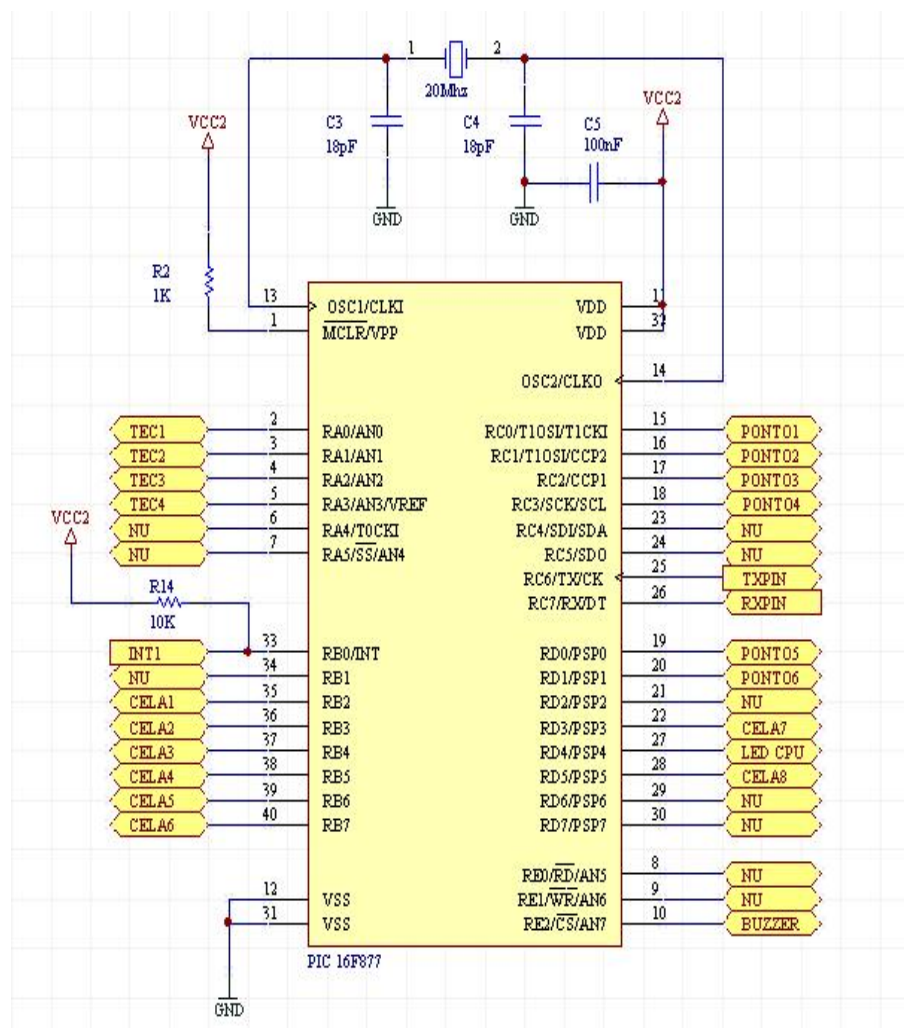 1 2
20Mhz
VCC2
C3
18pF
C4
18pF
C5
100nF
VCC2
GND
GND
R2
1K
13 OSC1/CLKI
1 MCLR/VPP
VDD 11
VDD 32
OSC2/CLKO 14
TEC1 2 RA0/AN0
TEC2 3 RA1/AN1
TEC3 4 RA2/AN2
TEC4 5 RA3/AN3/VREF
NU 6 RA4/T0CKI
NU 7 RA5/SS/AN4
RC0/T1OSI/T1CKI 15 PONTO1
RC1/T1OSI/CCP2 16 PONTO2
RC2/CCP1 17 PONTO3
RC3/SCK/SCL 18 PONTO4
RC4/SDI/SDA 23 NU
RC5/SDO 24 NU
RC6/TX/CK 25 TXPIN
RC7/RX/DT 26 RXPIN
VCC2
R14
10K
INT1 33 RB0/INT
NU 34 RB1
CELA1 35 RB2
CELA2 36 RB3
CELA3 37 RB4
CELA4 38 RB5
CELA5 39 RB6
CELA6 40 RB7
RD0/PSP0 19 PONTO5
RD1/PSP1 20 PONTO6
RD2/PSP2 21 NU
RD3/PSP3 22 CELA7
RD4/PSP4 27 LED CPU
RD5/PSP5 28 CELA8
RD6/PSP6 29 NU
RD7/PSP7 30 NU
RE0/RD/AN5 8 NU
RE1/WR/AN6 9 NU
RE2/CS/AN7 10 BUZZER
12 VSS
31 VSS
PIC 16F877
GND